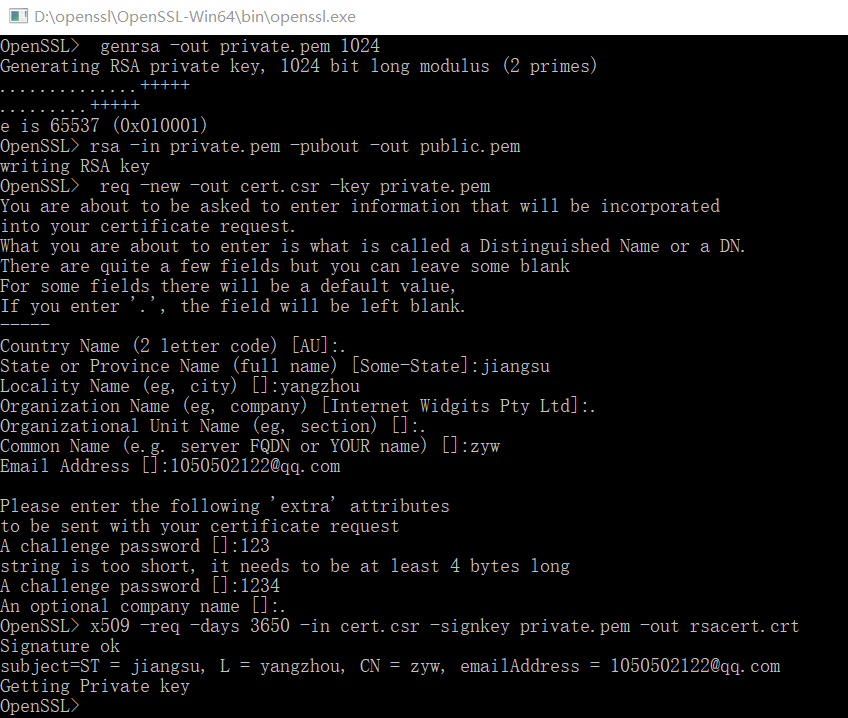 D:\openssl\OpenSSL-Win64\bin\openssl.exe
OpenSSL>  genrsa -out private.pem 1024
Generating RSA private key, 1024 bit long modulus (2 primes)
..............+++++
.........+++++
e is 65537 (0x010001)
OpenSSL> rsa -in private.pem -pubout -out public.pem
writing RSA key
OpenSSL>  req -new -out cert.csr -key private.pem
You are about to be asked to enter information that will be incorporated
into your certificate request.
What you are about to enter is what is called a Distinguished Name or a DN.
There are quite a few fields but you can leave some blank
For some fields there will be a default value,
If you enter '.', the field will be left blank.
-----
Country Name (2 letter code) [AU]:.
State or Province Name (full name) [Some-State]:jiangsu
Locality Name (eg, city) []:yangzhou
Organization Name (eg, company) [Internet Widgits Pty Ltd]:.
Organizational Unit Name (eg, section) []:.
Common Name (e.g. server FQDN or YOUR name) []:zyw
Email Address []:1050502122@qq.com

Please enter the following 'extra' attributes
to be sent with your certificate request
A challenge password []:123
string is too short, it needs to be at least 4 bytes long
A challenge password []:1234
An optional company name []:.
OpenSSL> x509 -req -days 3650 -in cert.csr -signkey private.pem -out rsacert.crt
Signature ok
subject=ST = jiangsu, L = yangzhou, CN = zyw, emailAddress = 1050502122@qq.com
Getting Private key
OpenSSL>